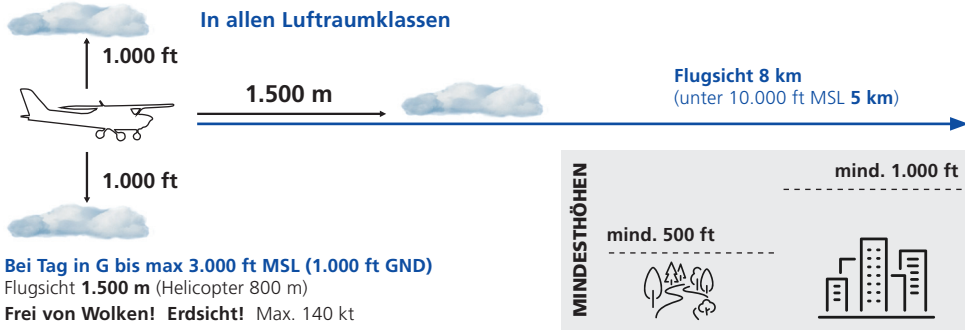 In allen Luftraumklassen
1.000 ft
1.500 m
Flugsicht 8 km
(unter 10.000 ft MSL 5 km)
1.000 ft
Bei Tag in G bis max 3.000 ft MSL (1.000 ft GND)
Flugsicht 1.500 m (Helicopter 800 m)
Frei von Wolken! Erdsicht! Max. 140 kt
MINDESTHÖHEN
mind. 500 ft
mind. 1.000 ft